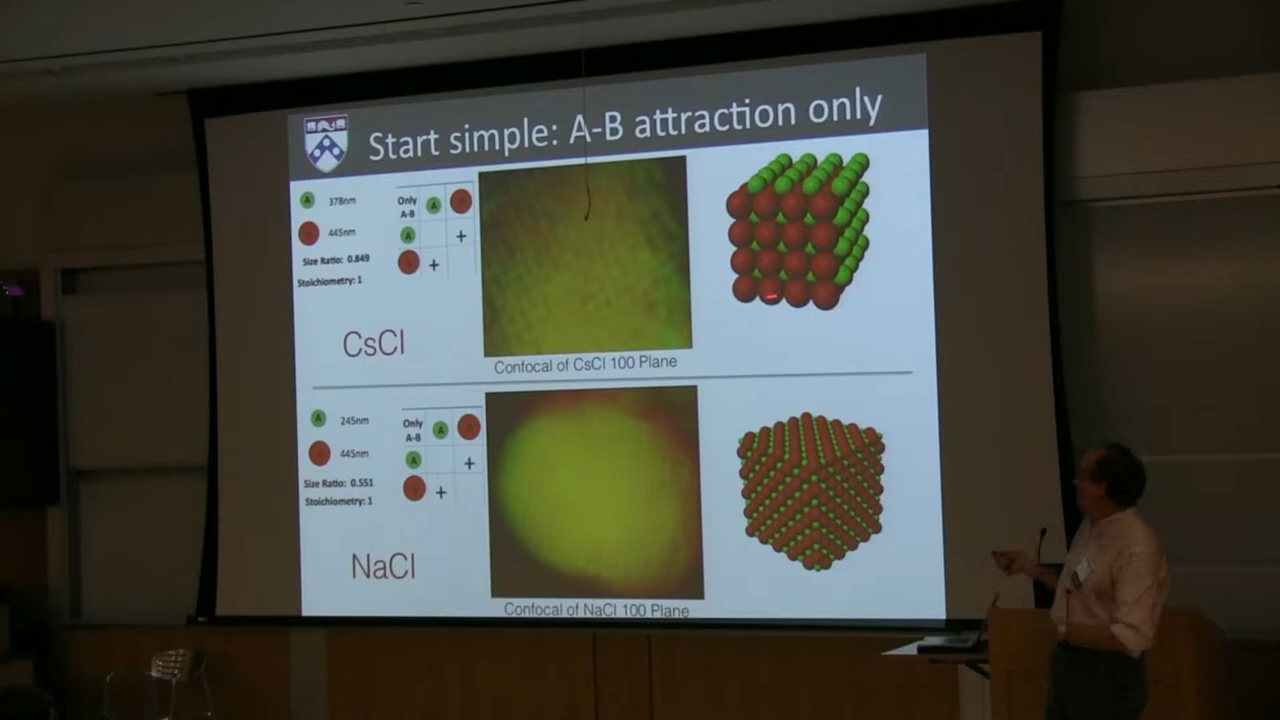 Start simple: A-B attraction only
A 378nm
445nm
Size Ratio: 0.849
Stoichiometry: 1
Only A
A-B
A +
+
CsCl
Confocal of CsCl 100 Plane
A 245nm
445nm
Size Ratio: 0.551
Stoichiometry: 1
Only A
A-B
A +
+
NaCl
Confocal of NaCl 100 Plane